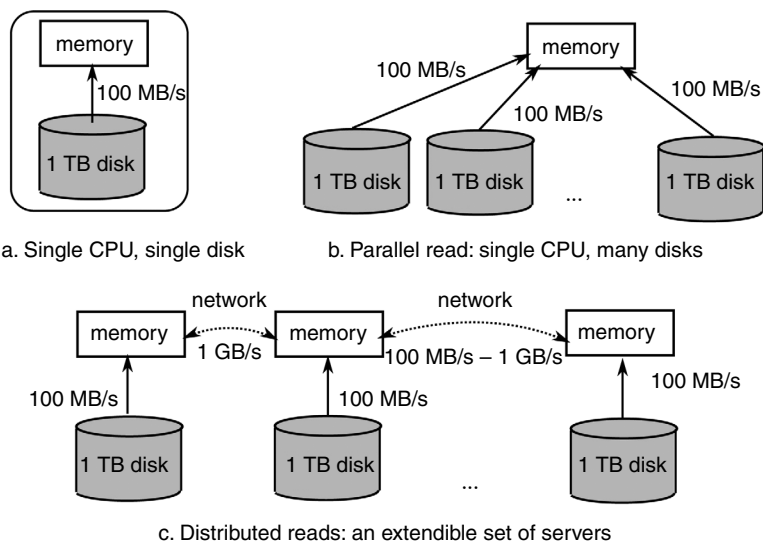 memory
100 MB/s
1 TB disk
a. Single CPU, single disk
memory
100 MB/s
100 MB/s
100 MB/s
1 TB disk
1 TB disk
...
1 TB disk
b. Parallel read: single CPU, many disks
network
network
memory
memory
memory
1 GB/s
100 MB/s – 1 GB/s
100 MB/s
100 MB/s
100 MB/s
1 TB disk
1 TB disk
...
1 TB disk
c. Distributed reads: an extendible set of servers